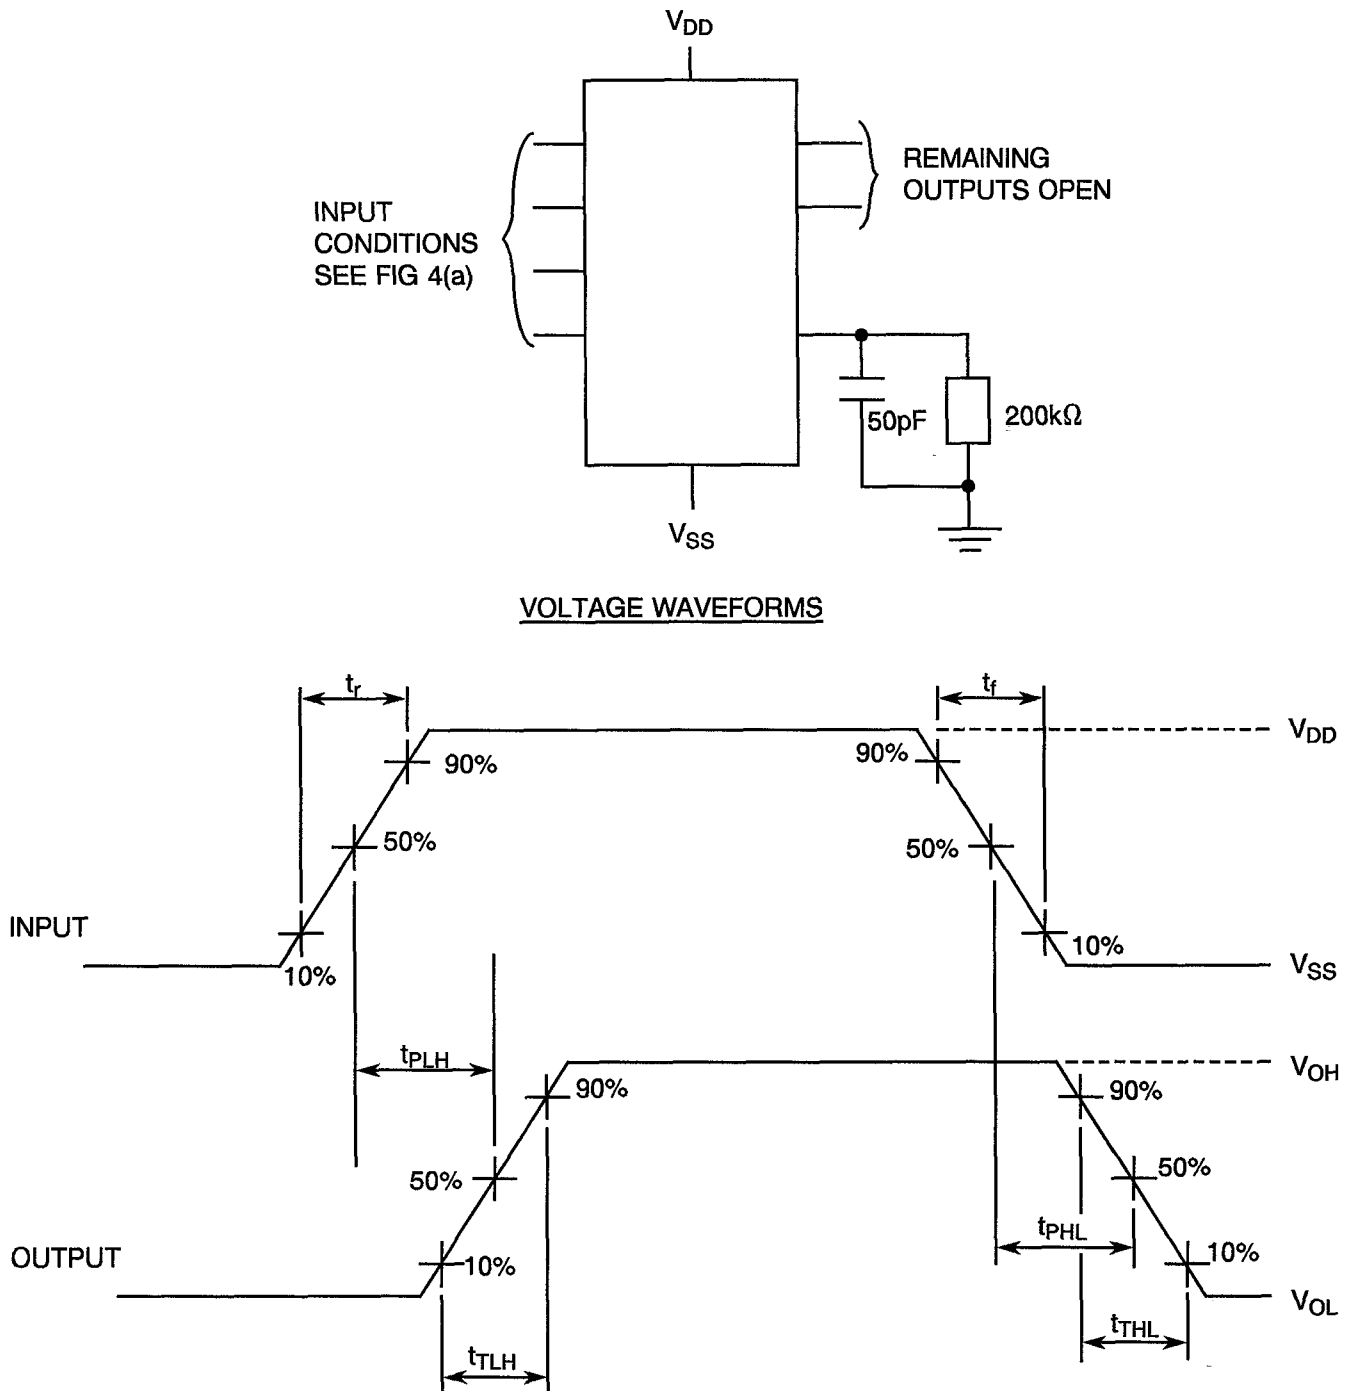 VDD
REMAINING
OUTPUTS OPEN
INPUT
CONDITIONS
SEE FIG 4(a)
50pF
200kΩ
VSS
VOLTAGE WAVEFORMS
tr
tf
VDD
90%
90%
50%
50%
INPUT
10%
10%
VSS
tPLH
VOH
90%
90%
50%
50%
tPHL
OUTPUT
10%
10%
VOL
tTHL
tTLH